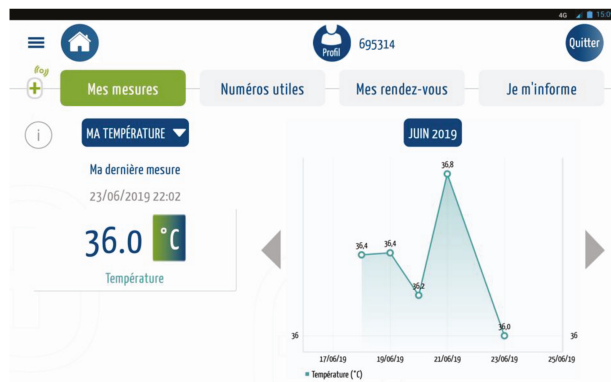 4G 15:0
Profil 695314 Quitter
Mes mesures Numéros utiles Mes rendez-vous Je m'informe
i MA TEMPÉRATURE JUIN 2019
Ma dernière mesure
23/06/2019 22:02
36.0 °C
Température
36,8
36,4 36,4
36,2
36,0
36 36
17/06/19 19/06/19 21/06/19 23/06/19 25/06/19
Température (°C)